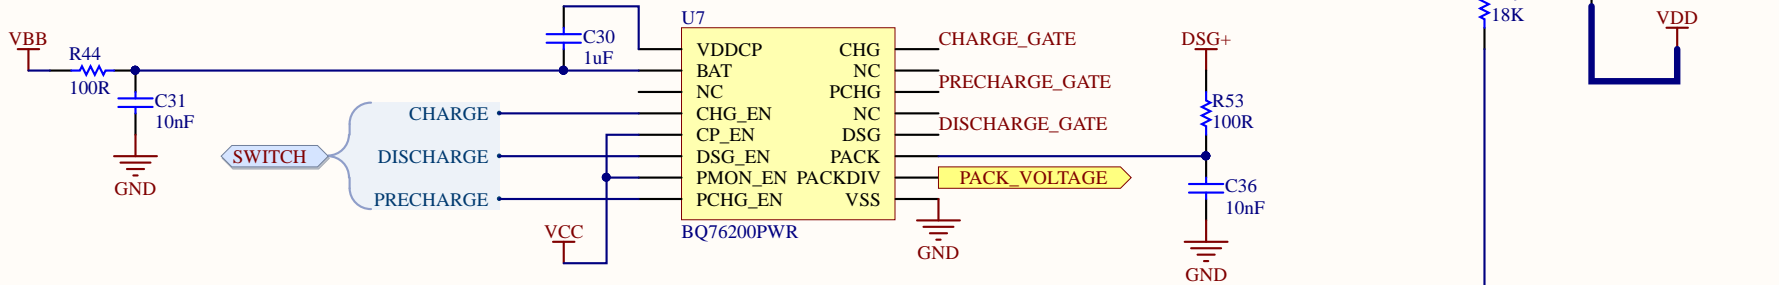 VBB
R44
100R
C31
10nF
GND
SWITCH
CHARGE
DISCHARGE
PRECHARGE
C30
1uF
VCC
U7
VDDCP
BAT
NC
CHG_EN
CP_EN
DSG_EN
PMON_EN
PCHG_EN
CHG
NC
PCHG
NC
DSG
PACK
PACKDIV
VSS
BQ76200PWR
CHARGE_GATE
PRECHARGE_GATE
DISCHARGE_GATE
PACK_VOLTAGE
GND
DSG+
R53
100R
C36
10nF
GND
18K
VDD